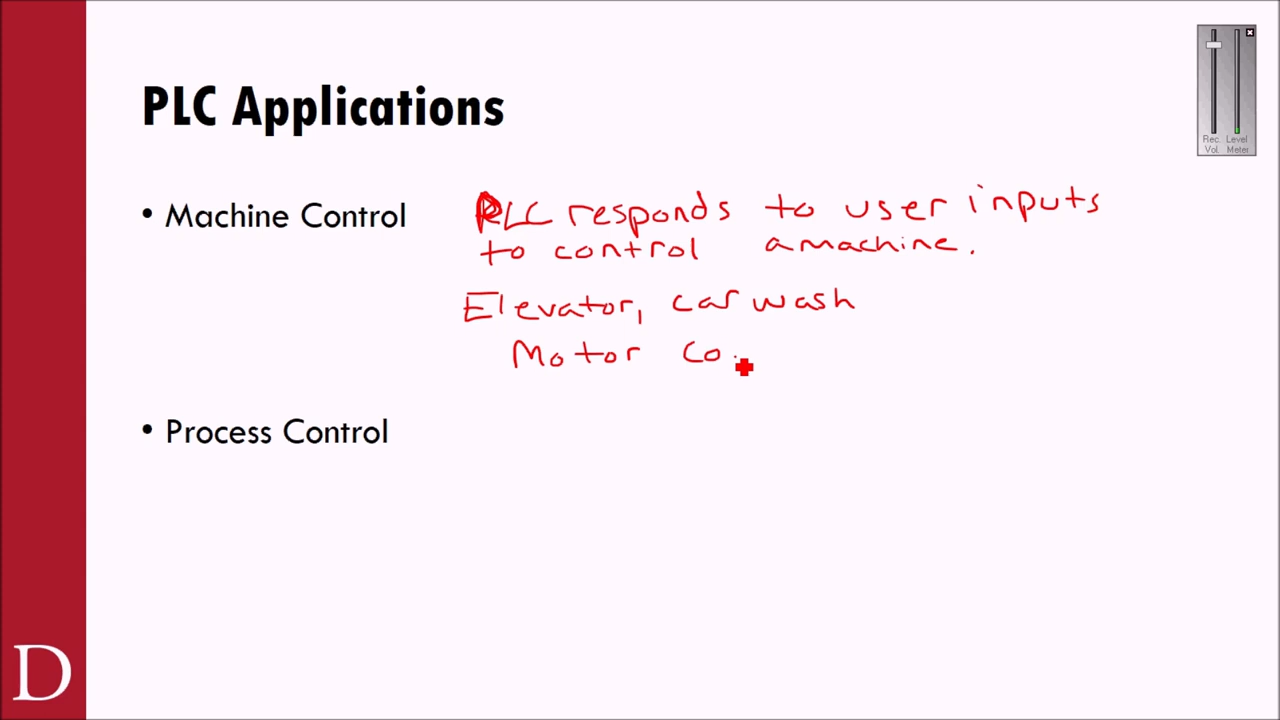 PLC Applications
Rec. Level
Vol. Meter
• Machine Control
PLC responds to user inputs
to control a machine.
Elevator, car wash
Motor Co
• Process Control
D